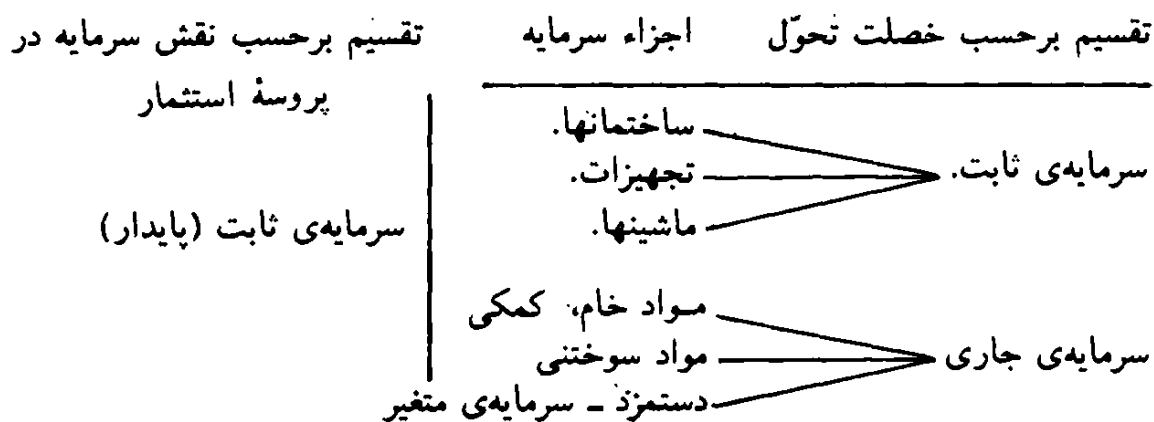 تقسیم برحسب خصلت تحوّل اجزاء سرمایه تقسیم برحسب نقش سرمایه در
پروسهٔ استثمار
ساختمانها.
سرمایه‌ی ثابت. تجهیزات.
ماشینها. سرمایه‌ی ثابت (پایدار)
مـواد خام، کمکی
سرمایه‌ی جاری مواد سوختنی
دستمزد ـ سرمایه‌ی متغیر